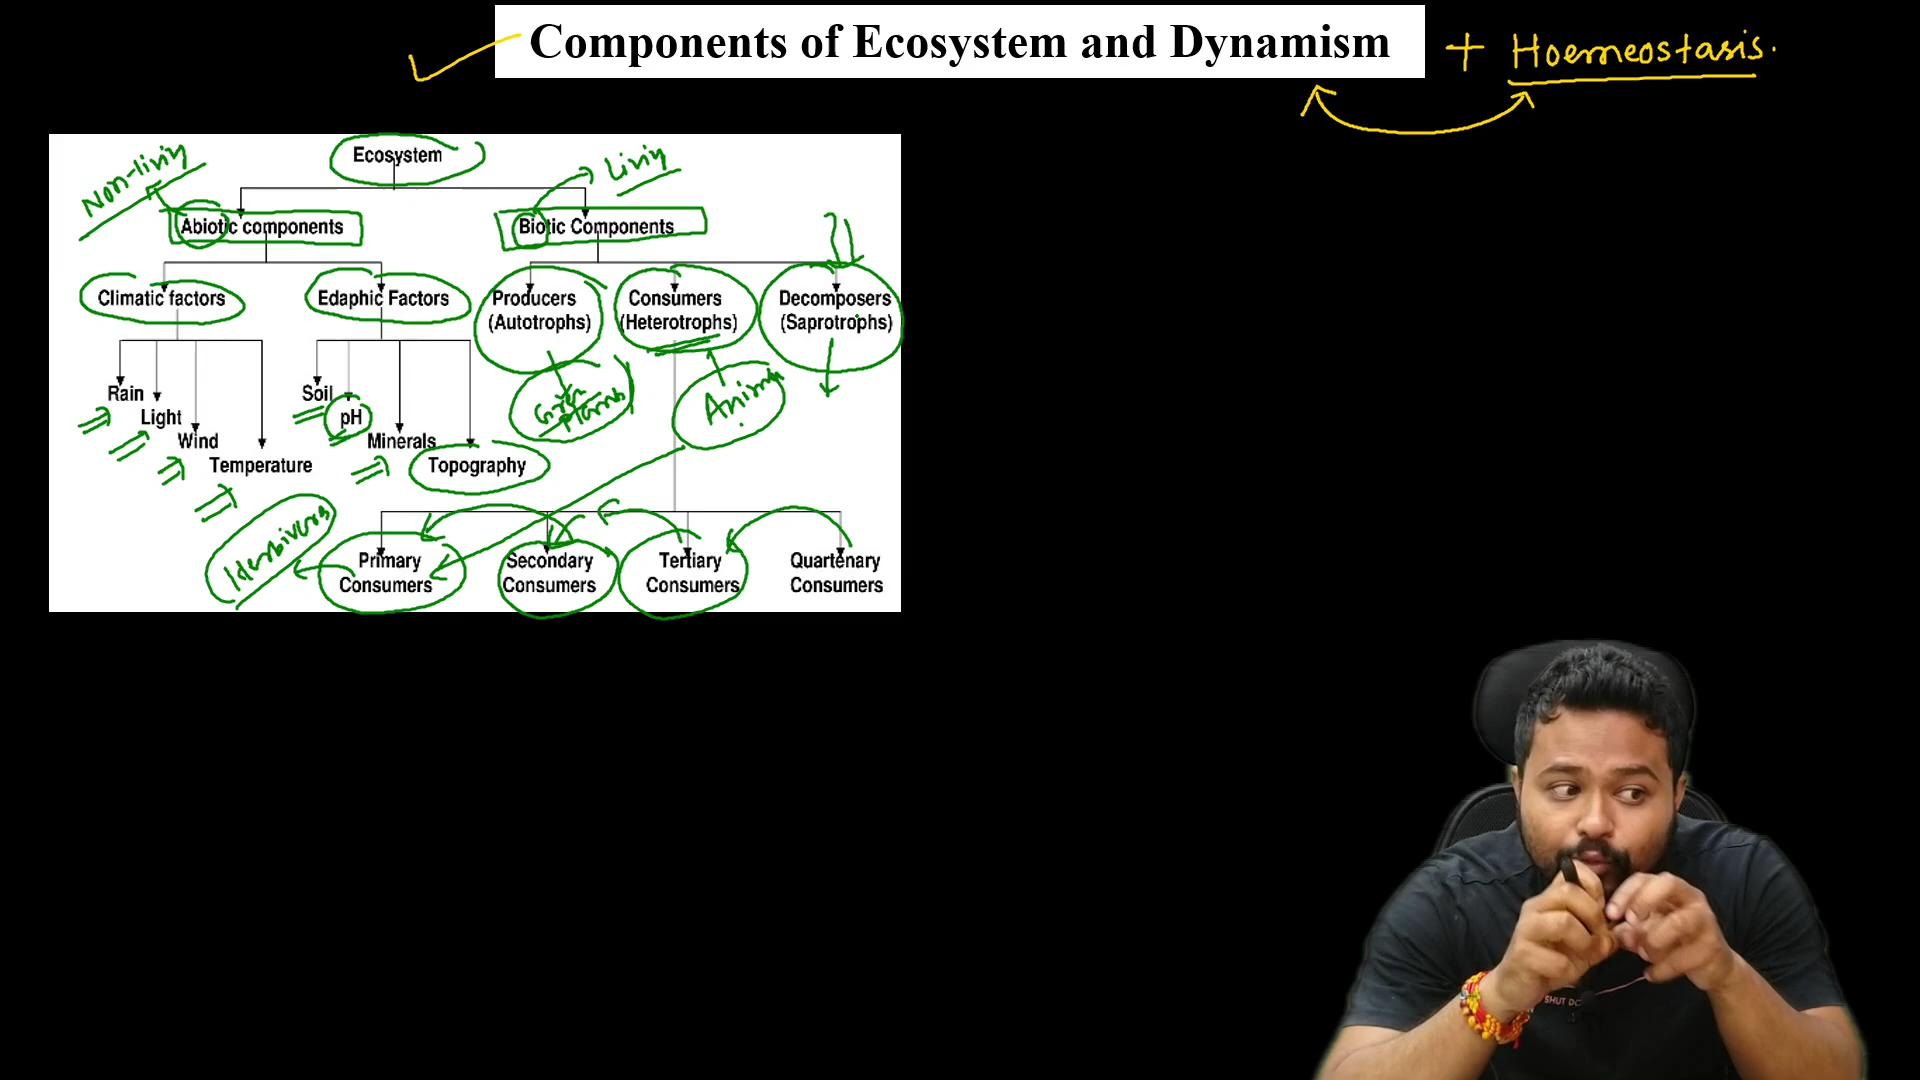 Components of Ecosystem and Dynamism + Hoemeostasis.
Ecosystem
Non-living
Living
Abiotic components
Biotic Components
Climatic factors
Edaphic Factors
Producers
(Autotrophs)
Consumers
(Heterotrophs)
Decomposers
(Saprotrophs)
Rain
Light
Wind
Temperature
Soil
pH
Minerals
Topography
Green
plants
Animals
Herbivores
Primary
Consumers
Secondary
Consumers
Tertiary
Consumers
Quartenary
Consumers
SHUT DO